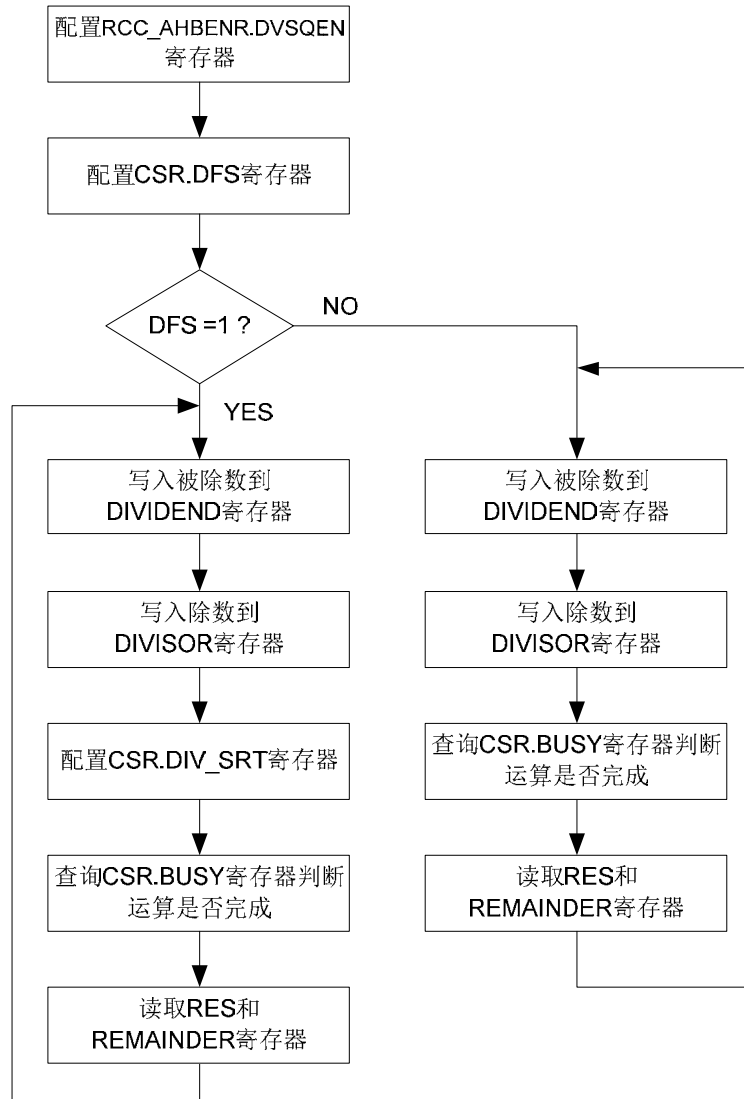 配置RCC_AHBENR.DVSQEN
寄存器
配置CSR.DFS寄存器
DFS =1 ?
NO
YES
写入被除数到
DIVIDEND寄存器
写入除数到
DIVISOR寄存器
配置CSR.DIV_SRT寄存器
查询CSR.BUSY寄存器判断
运算是否完成
读取RES和
REMAINDER寄存器
写入被除数到
DIVIDEND寄存器
写入除数到
DIVISOR寄存器
查询CSR.BUSY寄存器判断
运算是否完成
读取RES和
REMAINDER寄存器